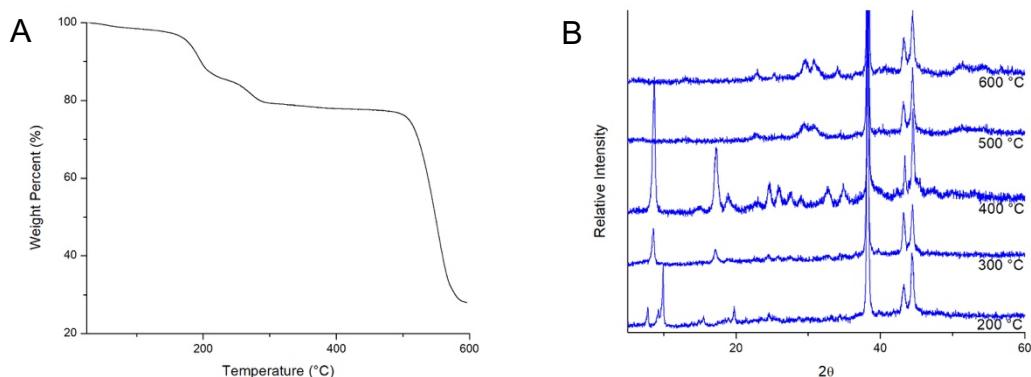 A
Weight Percent (%)
100
80
60
40
20
200
400
600
Temperature (°C)
B
Relative Intensity
600 °C
500 °C
400 °C
300 °C
200 °C
20
40
60
2θ